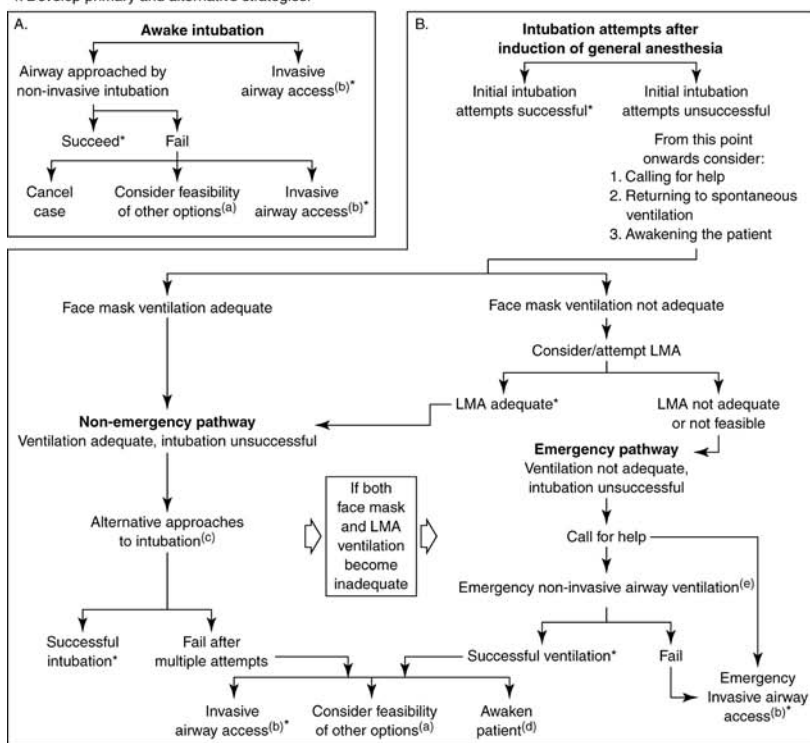 4. Develop primary and alternative strategies:
A.
Awake intubation
Airway approached by
non-invasive intubation
Invasive
airway access(b)*
Succeed*
Fail
Cancel
case
Consider feasibility
of other options(a)
Invasive
airway access(b)*
B.
Intubation attempts after
induction of general anesthesia
Initial intubation
attempts successful*
Initial intubation
attempts unsuccessful
From this point
onwards consider:
1. Calling for help
2. Returning to spontaneous
ventilation
3. Awakening the patient
Face mask ventilation adequate
Face mask ventilation not adequate
Consider/attempt LMA
LMA adequate*
LMA not adequate
or not feasible
Non-emergency pathway
Ventilation adequate, intubation unsuccessful
Emergency pathway
Ventilation not adequate,
intubation unsuccessful
If both
face mask
and LMA
ventilation
become
inadequate
Alternative approaches
to intubation(c)
Call for help
Emergency non-invasive airway ventilation(e)
Successful
intubation*
Fail after
multiple attempts
Successful ventilation*
Fail
Emergency
Invasive airway
access(b)*
Invasive
airway access(b)*
Consider feasibility
of other options(a)
Awaken
patient(d)